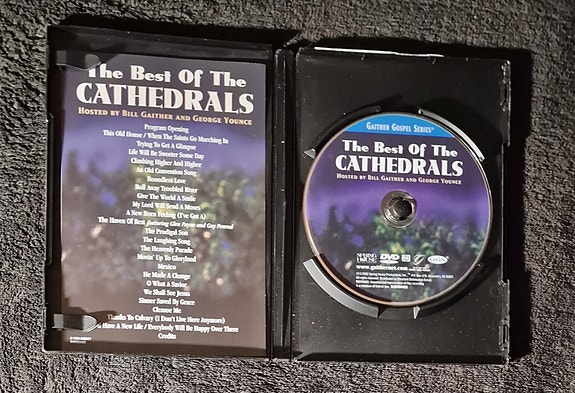 The Best Of The
CATHEDRALS
HOSTED BY BILL GAITHER AND GEORGE YOUNCE
Program Opening
This Old House / When The Saints Go Marching In
Trying To Get A Glimpse
Life Will Be Sweeter Some Day
Climbing Higher And Higher
An Old Convention Song
Boundless Love
Roll Away Troubled River
Give The World A Smile
My Lord Will Send A Moses
A New Born Feeling (I've Got A)
The Haven Of Rest featuring Glen Payne and Guy Penrod
The Prodigal Son
The Laughing Song
The Heavenly Parade
Movin' Up To Gloryland
Mexico
He Made A Change
O What A Savior
We Shall See Jesus
Sinner Saved By Grace
Cleanse Me
Thanks To Calvary (I Don't Live Here Anymore)
Have A New Life / Everybody Will Be Happy Over There
Credits
GAITHER GOSPEL SERIES
The Best Of The
CATHEDRALS
HOSTED BY BILL GAITHER AND GEORGE YOUNCE
SPRING HOUSE
DVD
www.gaithernet.com